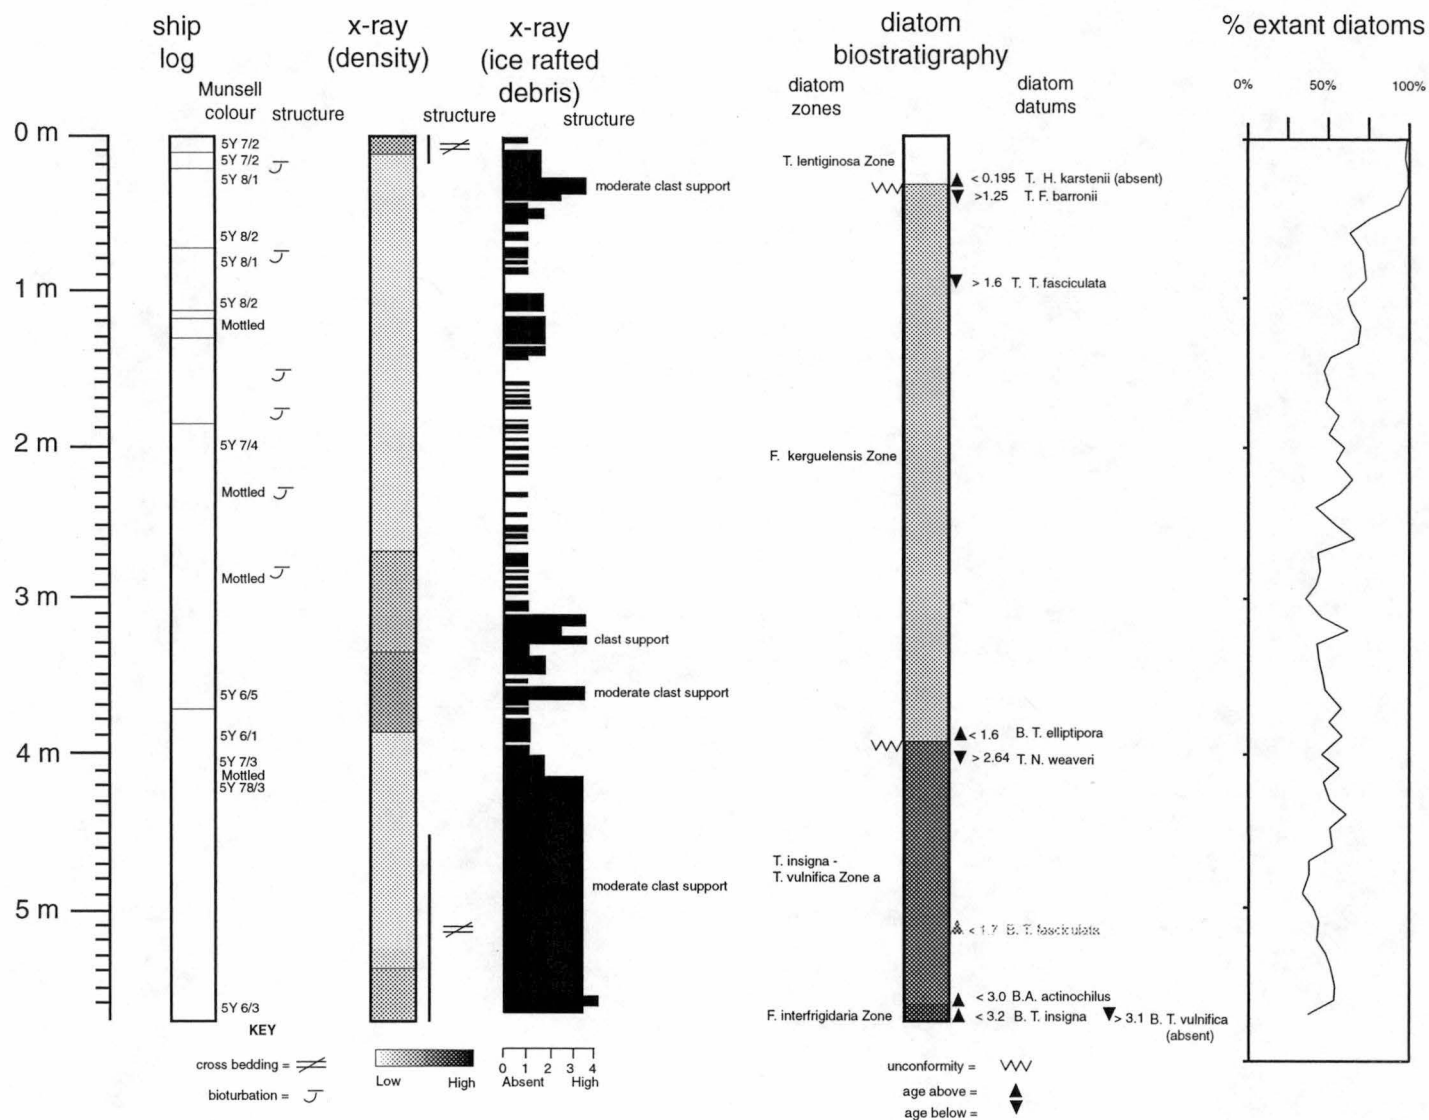 ship
log
x-ray
(density)
x-ray
(ice rafted
debris)
diatom
biostratigraphy
% extant diatoms
Munsell
colour
structure
structure
structure
diatom
zones
diatom
datums
0%
50%
100%
0 m
1 m
2 m
3 m
4 m
5 m
5Y 7/2
5Y 7/2
5Y 8/1
5Y 8/2
5Y 8/1
5Y 8/2
Mottled
5Y 7/4
Mottled
Mottled
5Y 6/5
5Y 6/1
5Y 7/3
Mottled
5Y 78/3
5Y 6/3
moderate clast support
clast support
moderate clast support
moderate clast support
T. lentiginosa Zone
F. kerguelensis Zone
T. insigna -
T. vulnifica Zone a
F. interfrigidaria Zone
< 0.195 T. H. karstenii (absent)
>1.25 T. F. barronii
> 1.6 T. T. fasciculata
< 1.6 B. T. elliptipora
> 2.64 T. N. weaveri
< 1.7 B. T. fasciculata
< 3.0 B.A. actinochilus
< 3.2 B. T. insigna
> 3.1 B. T. vulnifica
(absent)
KEY
cross bedding =
bioturbation =
Low
High
0 1 2 3 4
Absent
High
unconformity =
age above =
age below =